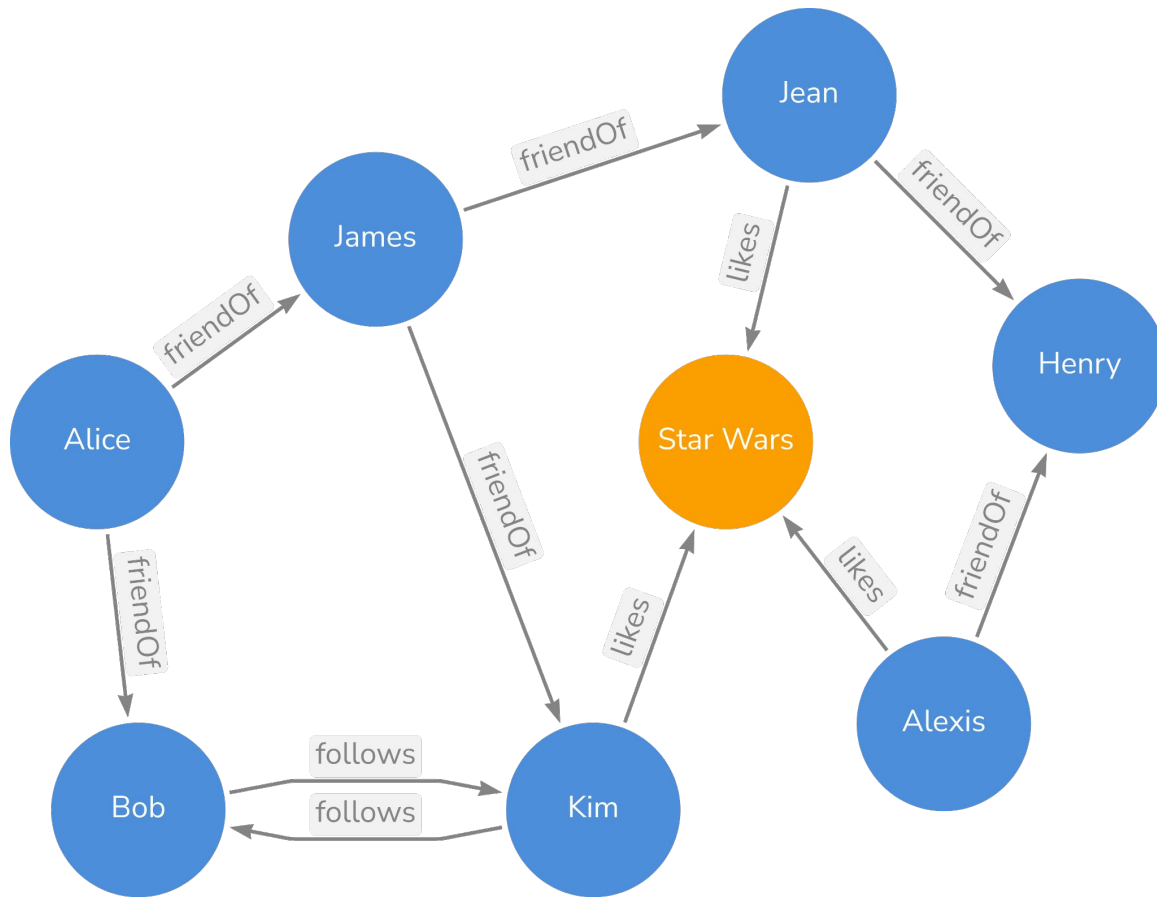 Jean
friendOf
friendOf
James
likes
friendOf
Henry
Alice
Star Wars
friendOf
friendOf
friendOf
likes
likes
Alexis
follows
Bob
follows
Kim